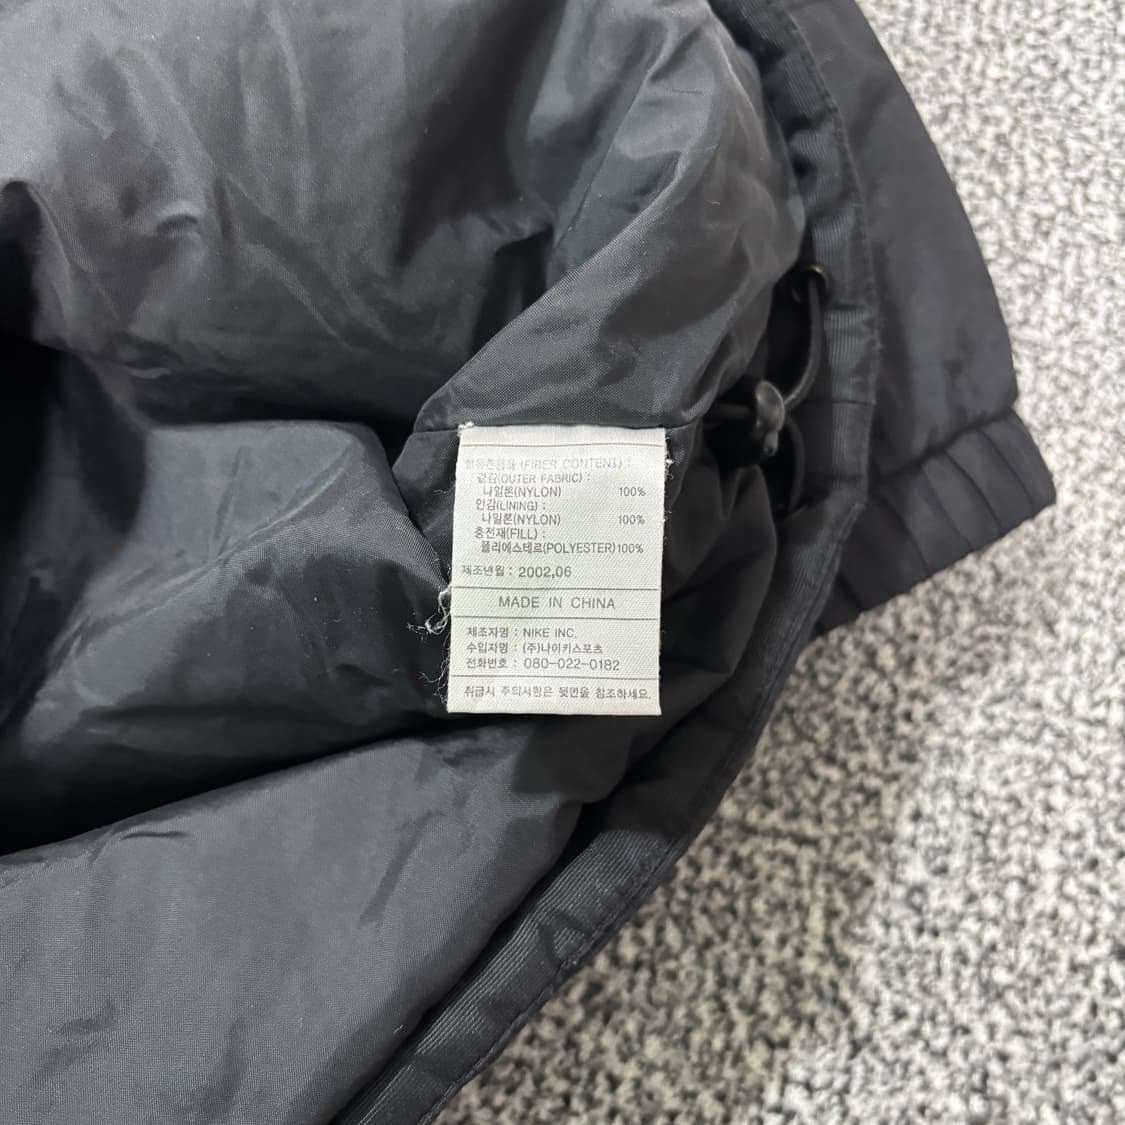 섬유혼용율(FIBER CONTENT) :
겉감(OUTER FABRIC) :
나일론(NYLON) 100%
안감(LINING) :
나일론(NYLON) 100%
충전재(FILL) :
폴리에스테르(POLYESTER)100%
제조년월 : 2002,06
MADE IN CHINA
제조자명 : NIKE INC.
수입자명 : (주)나이키스포츠
전화번호 : 080-022-0182
취급시 주의사항은 뒷면을 참조하세요.